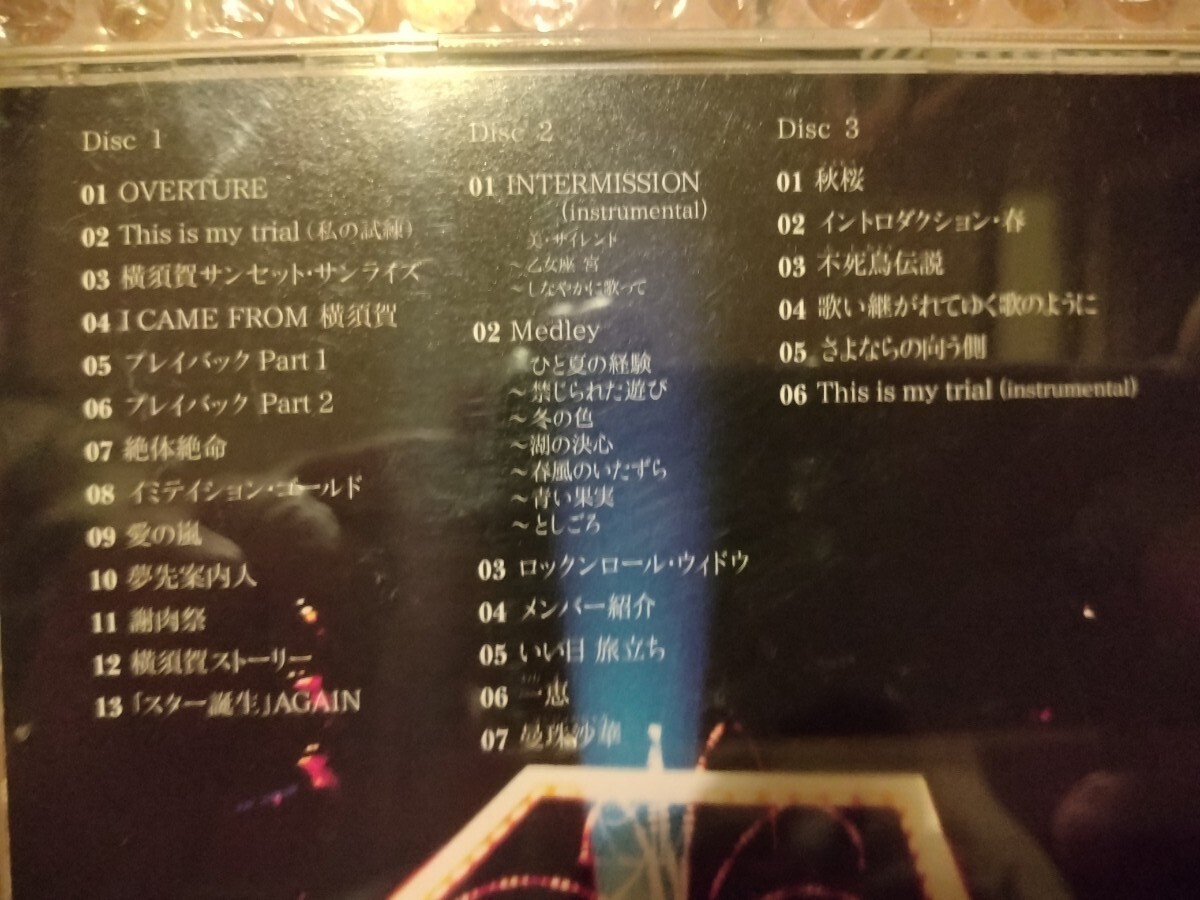 Disc 1
01 OVERTURE
02 This is my trial (私の試練)
03 横須賀サンセット・サンライズ
04 I CAME FROM 横須賀
05 プレイバック Part 1
06 プレイバック Part 2
07 絶体絶命
08 イミテイション・ゴールド
09 愛の嵐
10 夢先案内人
11 謝肉祭
12 横須賀ストーリー
13 「スター誕生」AGAIN
Disc 2
01 INTERMISSION
(instrumental)
美・サイレント
～乙女座 宮
～しなやかに歌って
02 Medley
ひと夏の経験
～禁じられた遊び
～冬の色
～湖の決心
～春風のいたずら
～青い果実
～としごろ
03 ロックンロール・ウィドウ
04 メンバー紹介
05 いい日 旅立ち
06 一恵
07 曼珠沙華
Disc 3
01 秋桜
02 イントロダクション・春
03 不死鳥伝説
04 歌い継がれてゆく歌のように
05 さよならの向う側
06 This is my trial (instrumental)